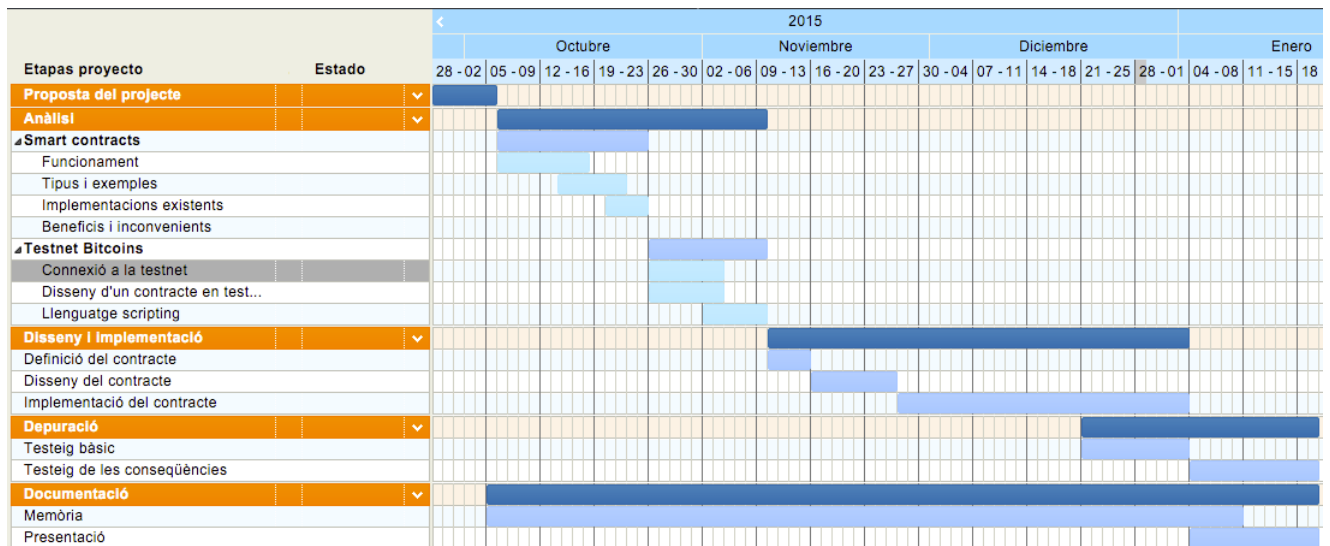 2015
Octubre Noviembre Diciembre Enero
Etapas proyecto Estado 28 - 02 05 - 09 12 - 16 19 - 23 26 - 30 02 - 06 09 - 13 16 - 20 23 - 27 30 - 04 07 - 11 14 - 18 21 - 25 28 - 01 04 - 08 11 - 15 18
Proposta del projecte
Anàlisi
Smart contracts
Funcionament
Tipus i exemples
Implementacions existents
Beneficis i inconvenients
Testnet Bitcoins
Connexió a la testnet
Disseny d'un contracte en test...
Llenguatge scripting
Disseny i Implementació
Definició del contracte
Disseny del contracte
Implementació del contracte
Depuració
Testeig bàsic
Testeig de les conseqüències
Documentació
Memòria
Presentació